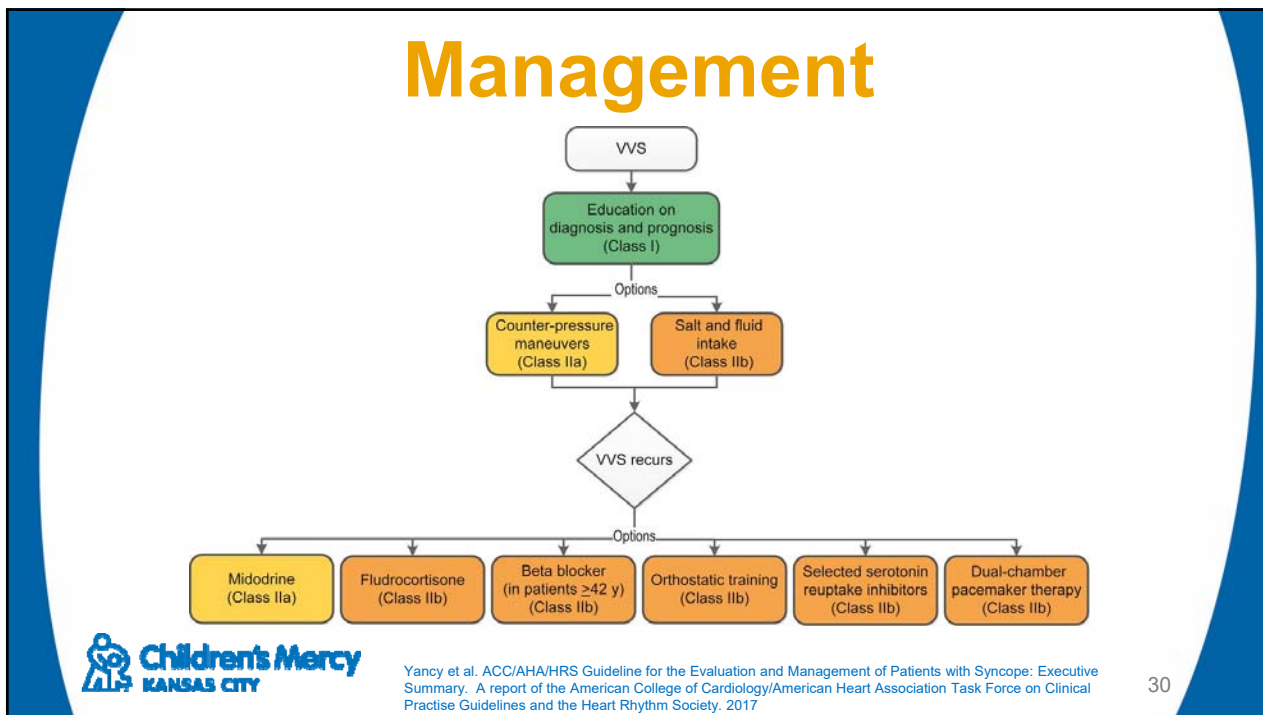 Management
VVS
Education on
diagnosis and prognosis
(Class I)
Options
Counter-pressure
maneuvers
(Class IIa)
Salt and fluid
intake
(Class IIb)
VVS recurs
Options
Midodrine
(Class IIa)
Fludrocortisone
(Class IIb)
Beta blocker
(in patients ≥42 y)
(Class IIb)
Orthostatic training
(Class IIb)
Selected serotonin
reuptake inhibitors
(Class IIb)
Dual-chamber
pacemaker therapy
(Class IIb)
Children's Mercy
KANSAS CITY
Yancy et al. ACC/AHA/HRS Guideline for the Evaluation and Management of Patients with Syncope: Executive
Summary. A report of the American College of Cardiology/American Heart Association Task Force on Clinical
Practise Guidelines and the Heart Rhythm Society. 2017
30